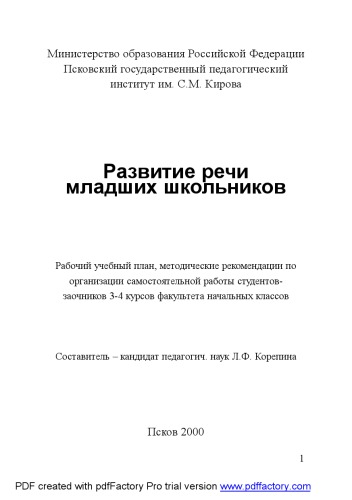 Министерство образования Российской Федерации
Псковский государственный педагогический
институт им. С.М. Кирова
Развитие речи
младших школьников
Рабочий учебный план, методические рекомендации по
организации самостоятельной работы студентов-
заочников 3-4 курсов факультета начальных классов
Составитель – кандидат педагогич. наук Л.Ф. Корепина
Псков 2000
1
PDF created with pdfFactory Pro trial version www.pdffactory.com